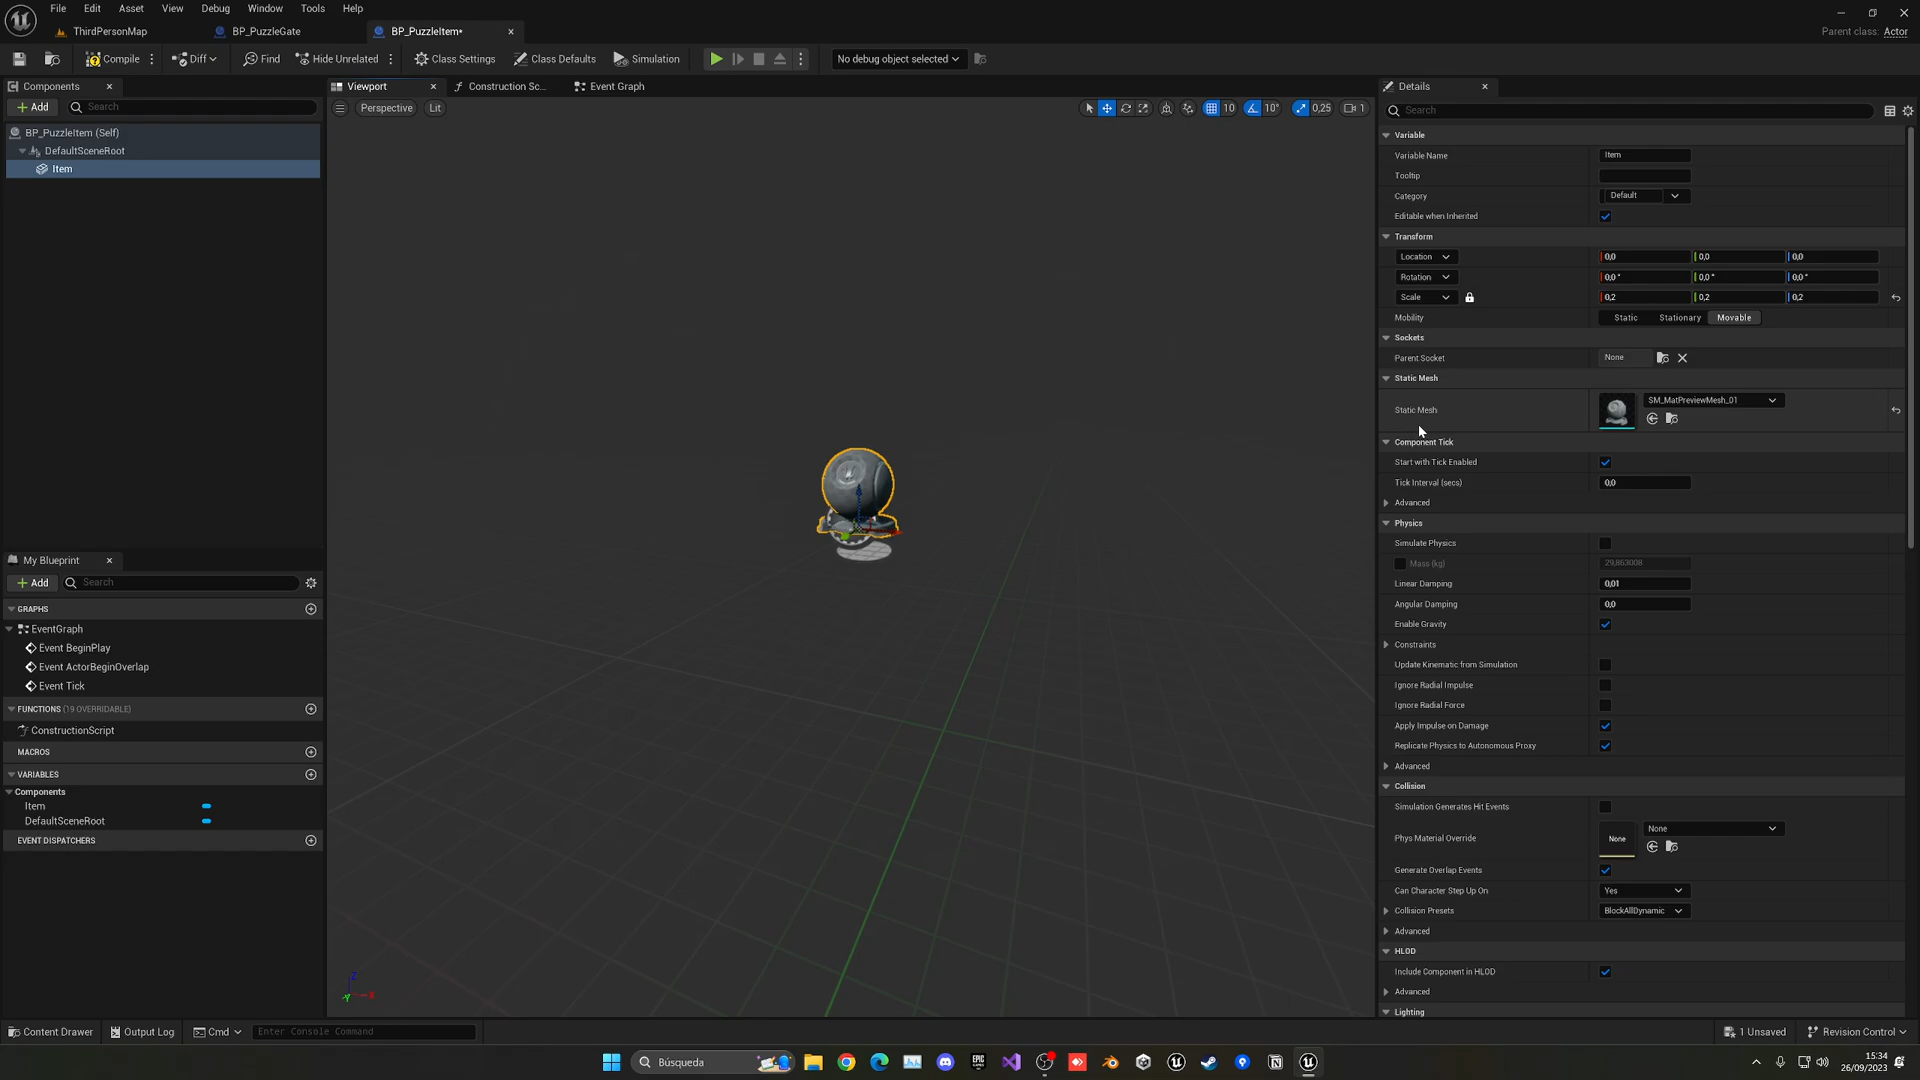 File Edit Asset View Debug Window Tools Help
ThirdPersonMap BP_PuzzleGate BP_PuzzleItem•
Parent class: Actor
Compile Diff Find Hide Unrelated Class Settings Class Defaults Simulation No debug object selected
Components
Add Search
BP_PuzzleItem (Self)
DefaultSceneRoot
Item
My Blueprint
Add Search
GRAPHS
EventGraph
Event BeginPlay
Event ActorBeginOverlap
Event Tick
FUNCTIONS (19 OVERRIDABLE)
ConstructionScript
MACROS
VARIABLES
Components
Item
DefaultSceneRoot
EVENT DISPATCHERS
Viewport Construction Sc... Event Graph
Perspective Lit 10 10° 0,25 1
Z
Y X
Details
Search
Variable
Variable Name Item
Tooltip
Category Default
Editable when Inherited
Transform
Location 0,0 0,0 0,0
Rotation 0,0 ° 0,0 ° 0,0 °
Scale 0,2 0,2 0,2
Mobility Static Stationary Movable
Sockets
Parent Socket None
Static Mesh
Static Mesh SM_MatPreviewMesh_01
Component Tick
Start with Tick Enabled
Tick Interval (secs) 0,0
Advanced
Physics
Simulate Physics
Mass (kg) 29,863008
Linear Damping 0,01
Angular Damping 0,0
Enable Gravity
Constraints
Update Kinematic from Simulation
Ignore Radial Impulse
Ignore Radial Force
Apply Impulse on Damage
Replicate Physics to Autonomous Proxy
Advanced
Collision
Simulation Generates Hit Events
Phys Material Override None None
Generate Overlap Events
Can Character Step Up On Yes
Collision Presets BlockAllDynamic
Advanced
HLOD
Include Component in HLOD
Advanced
Lighting
Content Drawer Output Log Cmd Enter Console Command 1 Unsaved Revision Control
Búsqueda
15:34
26/09/2023